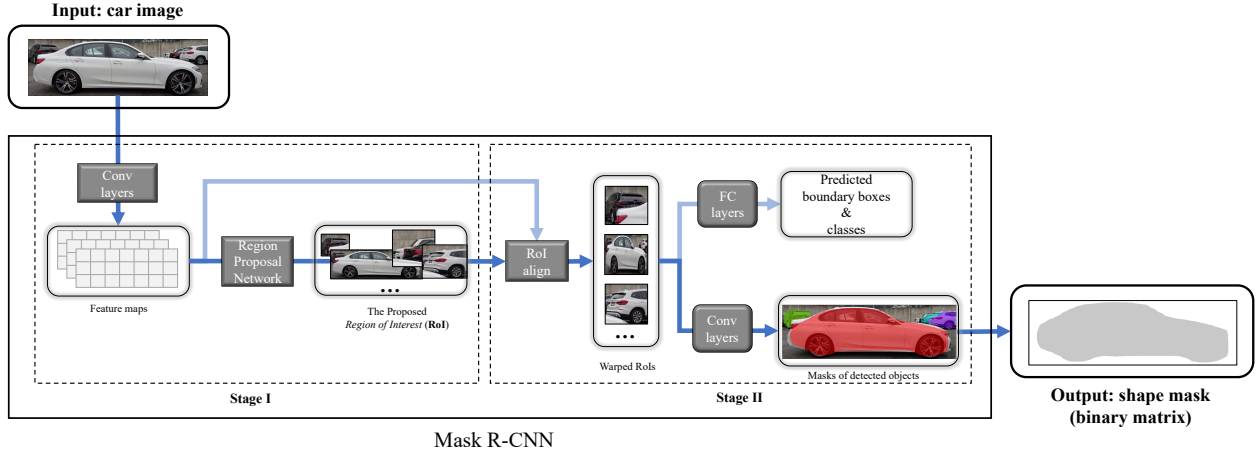 Input: car image
Conv
layers
Feature maps
Region
Proposal
Network
The Proposed
Region of Interest (RoI)
Stage I
RoI
align
Warped RoIs
FC
layers
Predicted
boundary boxes
&
classes
Conv
layers
Masks of detected objects
Stage II
Mask R-CNN
Output: shape mask
(binary matrix)